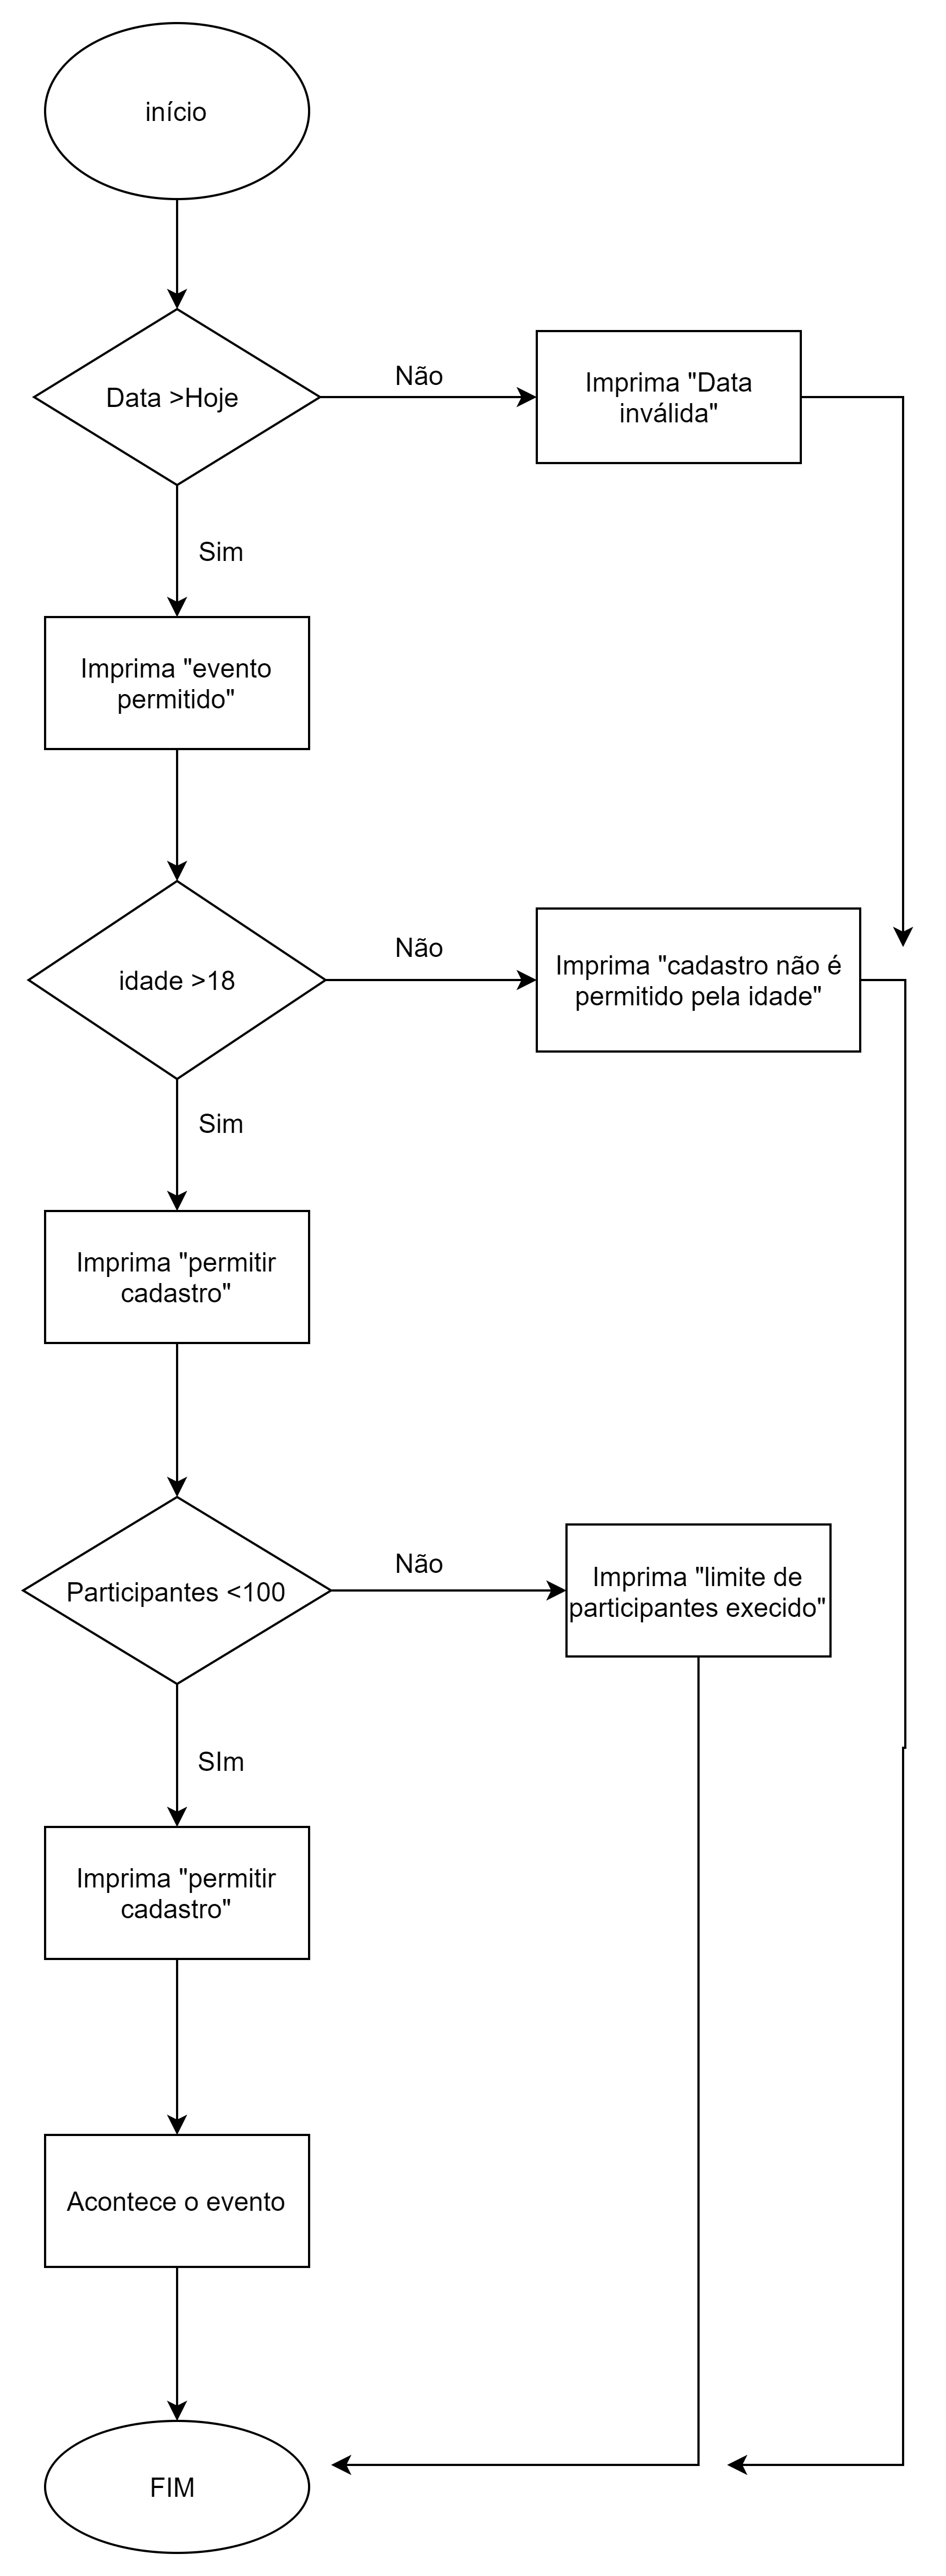 início
Data >Hoje
Não
Imprima "Data
inválida"
Sim
Imprima "evento
permitido"
idade >18
Não
Imprima "cadastro não é
permitido pela idade"
Sim
Imprima "permitir
cadastro"
Participantes <100
Não
Imprima "limite de
participantes execido"
SIm
Imprima "permitir
cadastro"
Acontece o evento
FIM